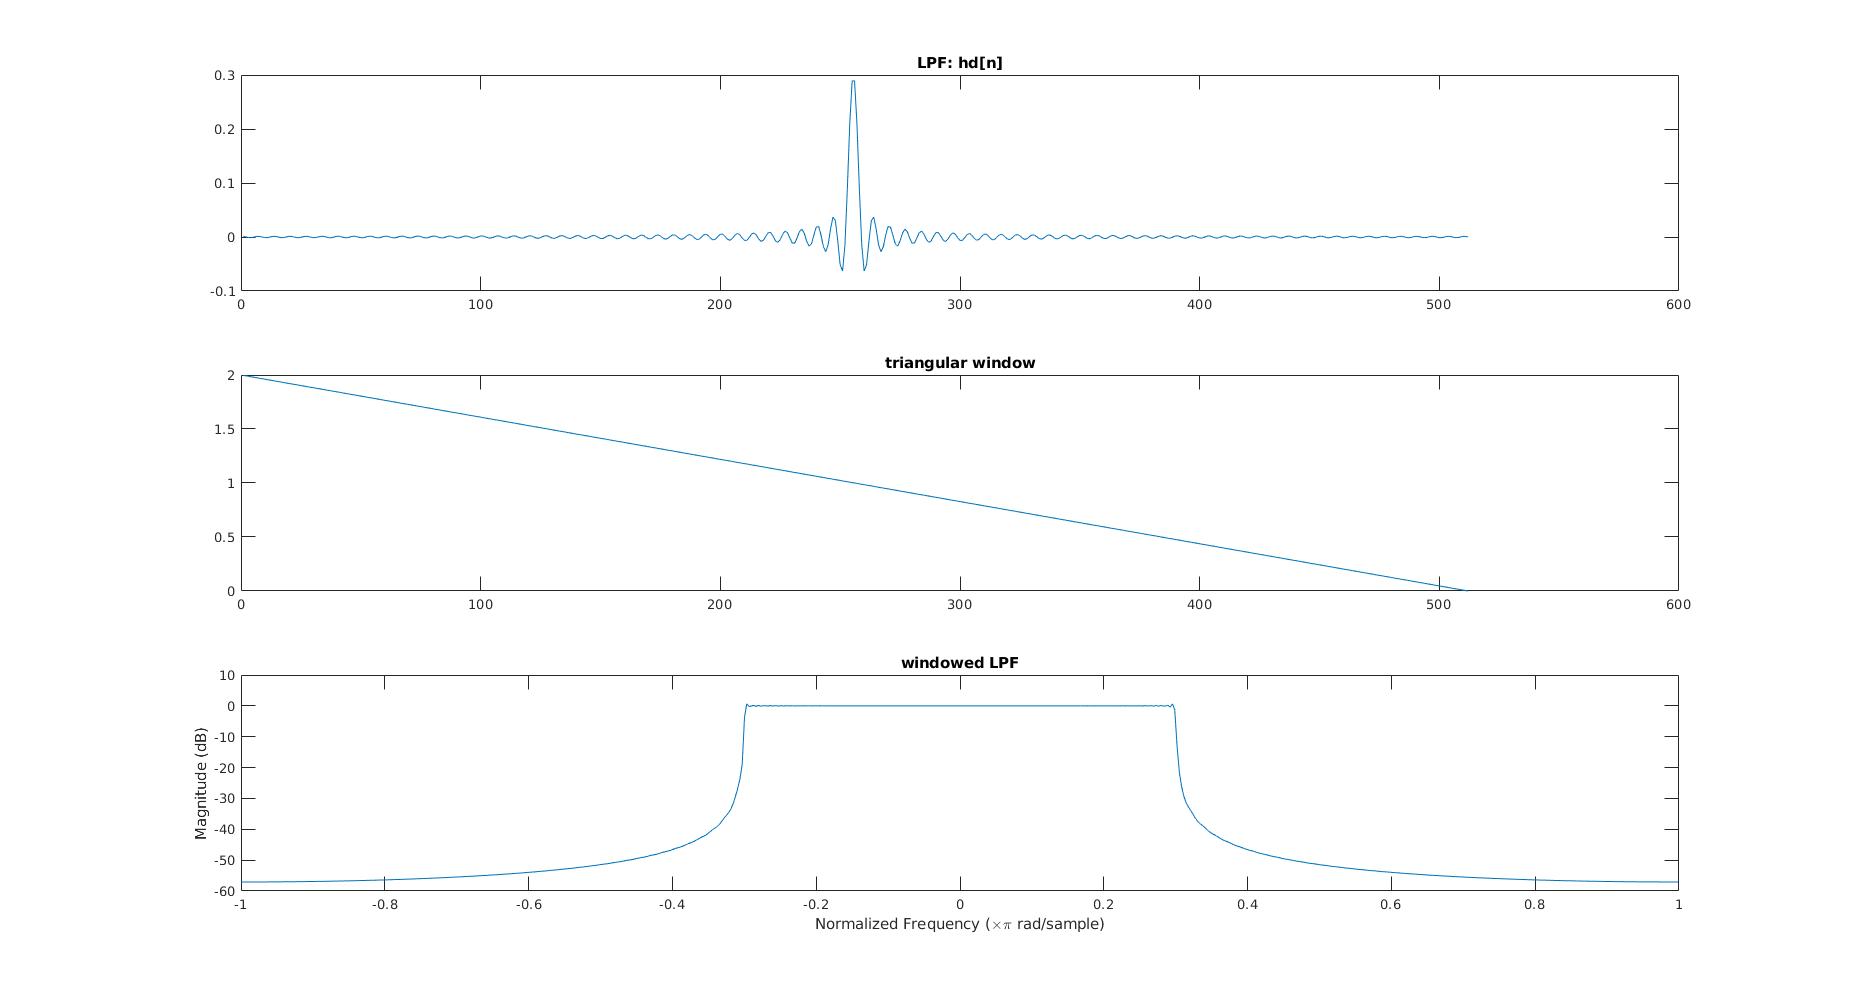 LPF: hd[n]
0.3
0.2
0.1
0
-0.1
0 100 200 300 400 500 600
triangular window
2
1.5
1
0.5
0
0 100 200 300 400 500 600
windowed LPF
10
0
-10
-20
-30
-40
-50
-60
Magnitude (dB)
-1 -0.8 -0.6 -0.4 -0.2 0 0.2 0.4 0.6 0.8 1
Normalized Frequency (×π rad/sample)